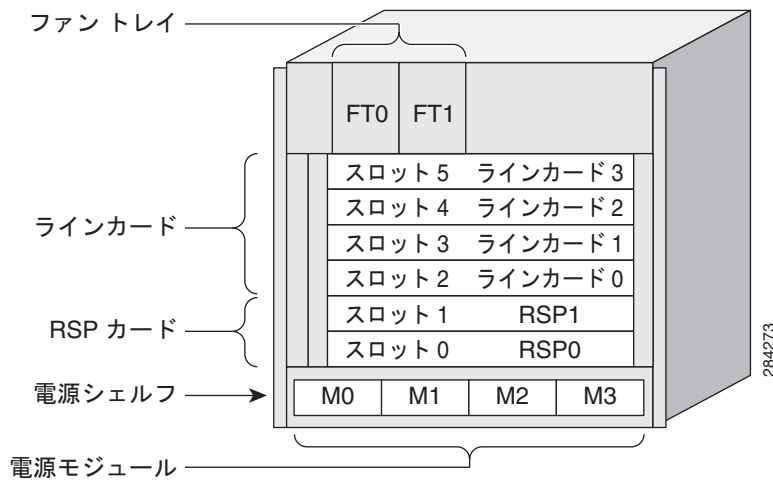 ファン トレイ
FT0 FT1
スロット 5 ラインカード 3
スロット 4 ラインカード 2
ラインカード
スロット 3 ラインカード 1
スロット 2 ラインカード 0
RSP カード
スロット 1 RSP1
スロット 0 RSP0
電源シェルフ
M0 M1 M2 M3
電源モジュール
284273